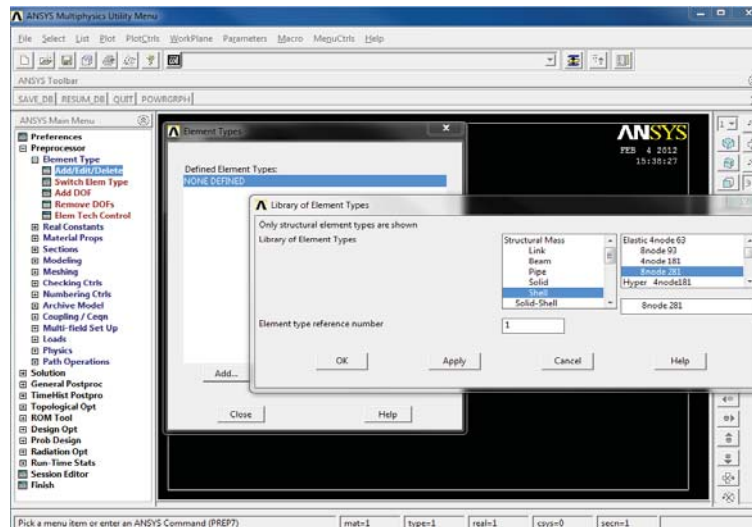 ANSYS Multiphysics Utility Menu
File Select List Plot PlotCtrls WorkPlane Parameters Macro MenuCtrls Help
ANSYS Toolbar
SAVE_DB RESUM_DB QUIT POWRGRPH
ANSYS Main Menu
Preferences
Preprocessor
Element Type
Add/Edit/Delete
Switch Elem Type
Add DOF
Remove DOFs
Elem Tech Control
Real Constants
Material Props
Sections
Modeling
Meshing
Checking Ctrls
Numbering Ctrls
Archive Model
Coupling / Ceqn
Multi-field Set Up
Loads
Physics
Path Operations
Solution
General Postproc
TimeHist Postpro
Topological Opt
ROM Tool
Design Opt
Prob Design
Radiation Opt
Run-Time Stats
Session Editor
Finish
Element Types
Defined Element Types:
NONE DEFINED
Add...
Close Help
ANSYS
FEB 4 2012
15:38:27
1
Library of Element Types
Only structural element types are shown
Library of Element Types
Structural Mass
Link
Beam
Pipe
Solid
Shell
Solid-Shell
Elastic 4node 63
8node 93
4node 181
8node 281
Hyper 4node181
8node 281
Element type reference number
1
OK Apply Cancel Help
Pick a menu item or enter an ANSYS Command (PREP7) mat=1 type=1 real=1 csys=0 secn=1